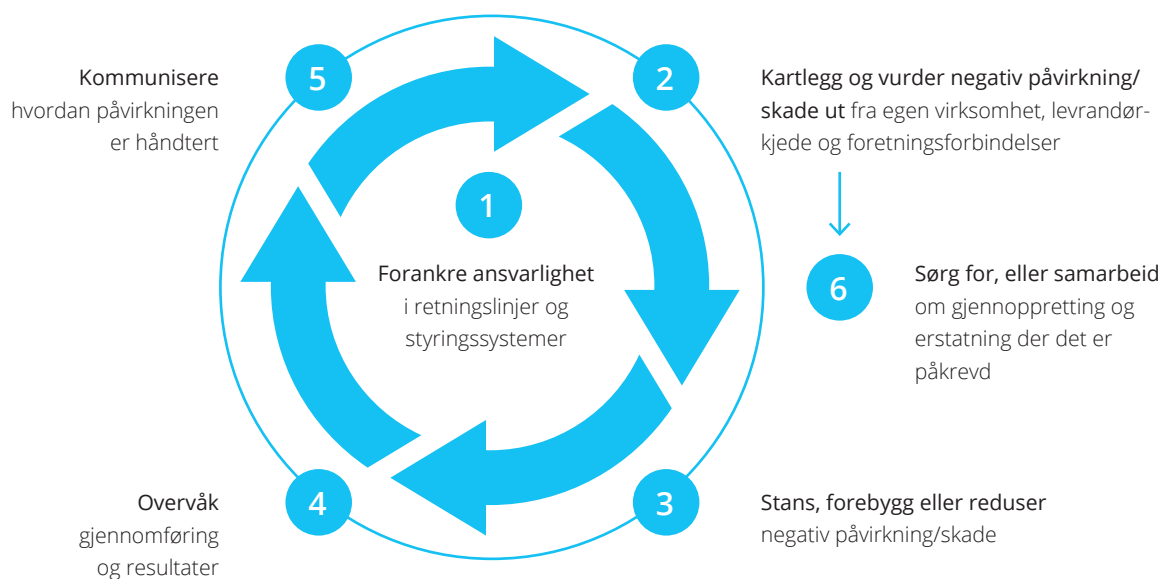 5
Kommunisere
hvordan påvirkningen
er håndtert
2
Kartlegg og vurder negativ påvirkning/
skade ut fra egen virksomhet, levrandør-
kjede og foretningsforbindelser
1
Forankre ansvarlighet
i retningslinjer og
styringssystemer
6
Sørg for, eller samarbeid
om gjennoppretting og
erstatning der det er
påkrevd
4
Overvåk
gjennomføring
og resultater
3
Stans, forebygg eller reduser
negativ påvirkning/skade